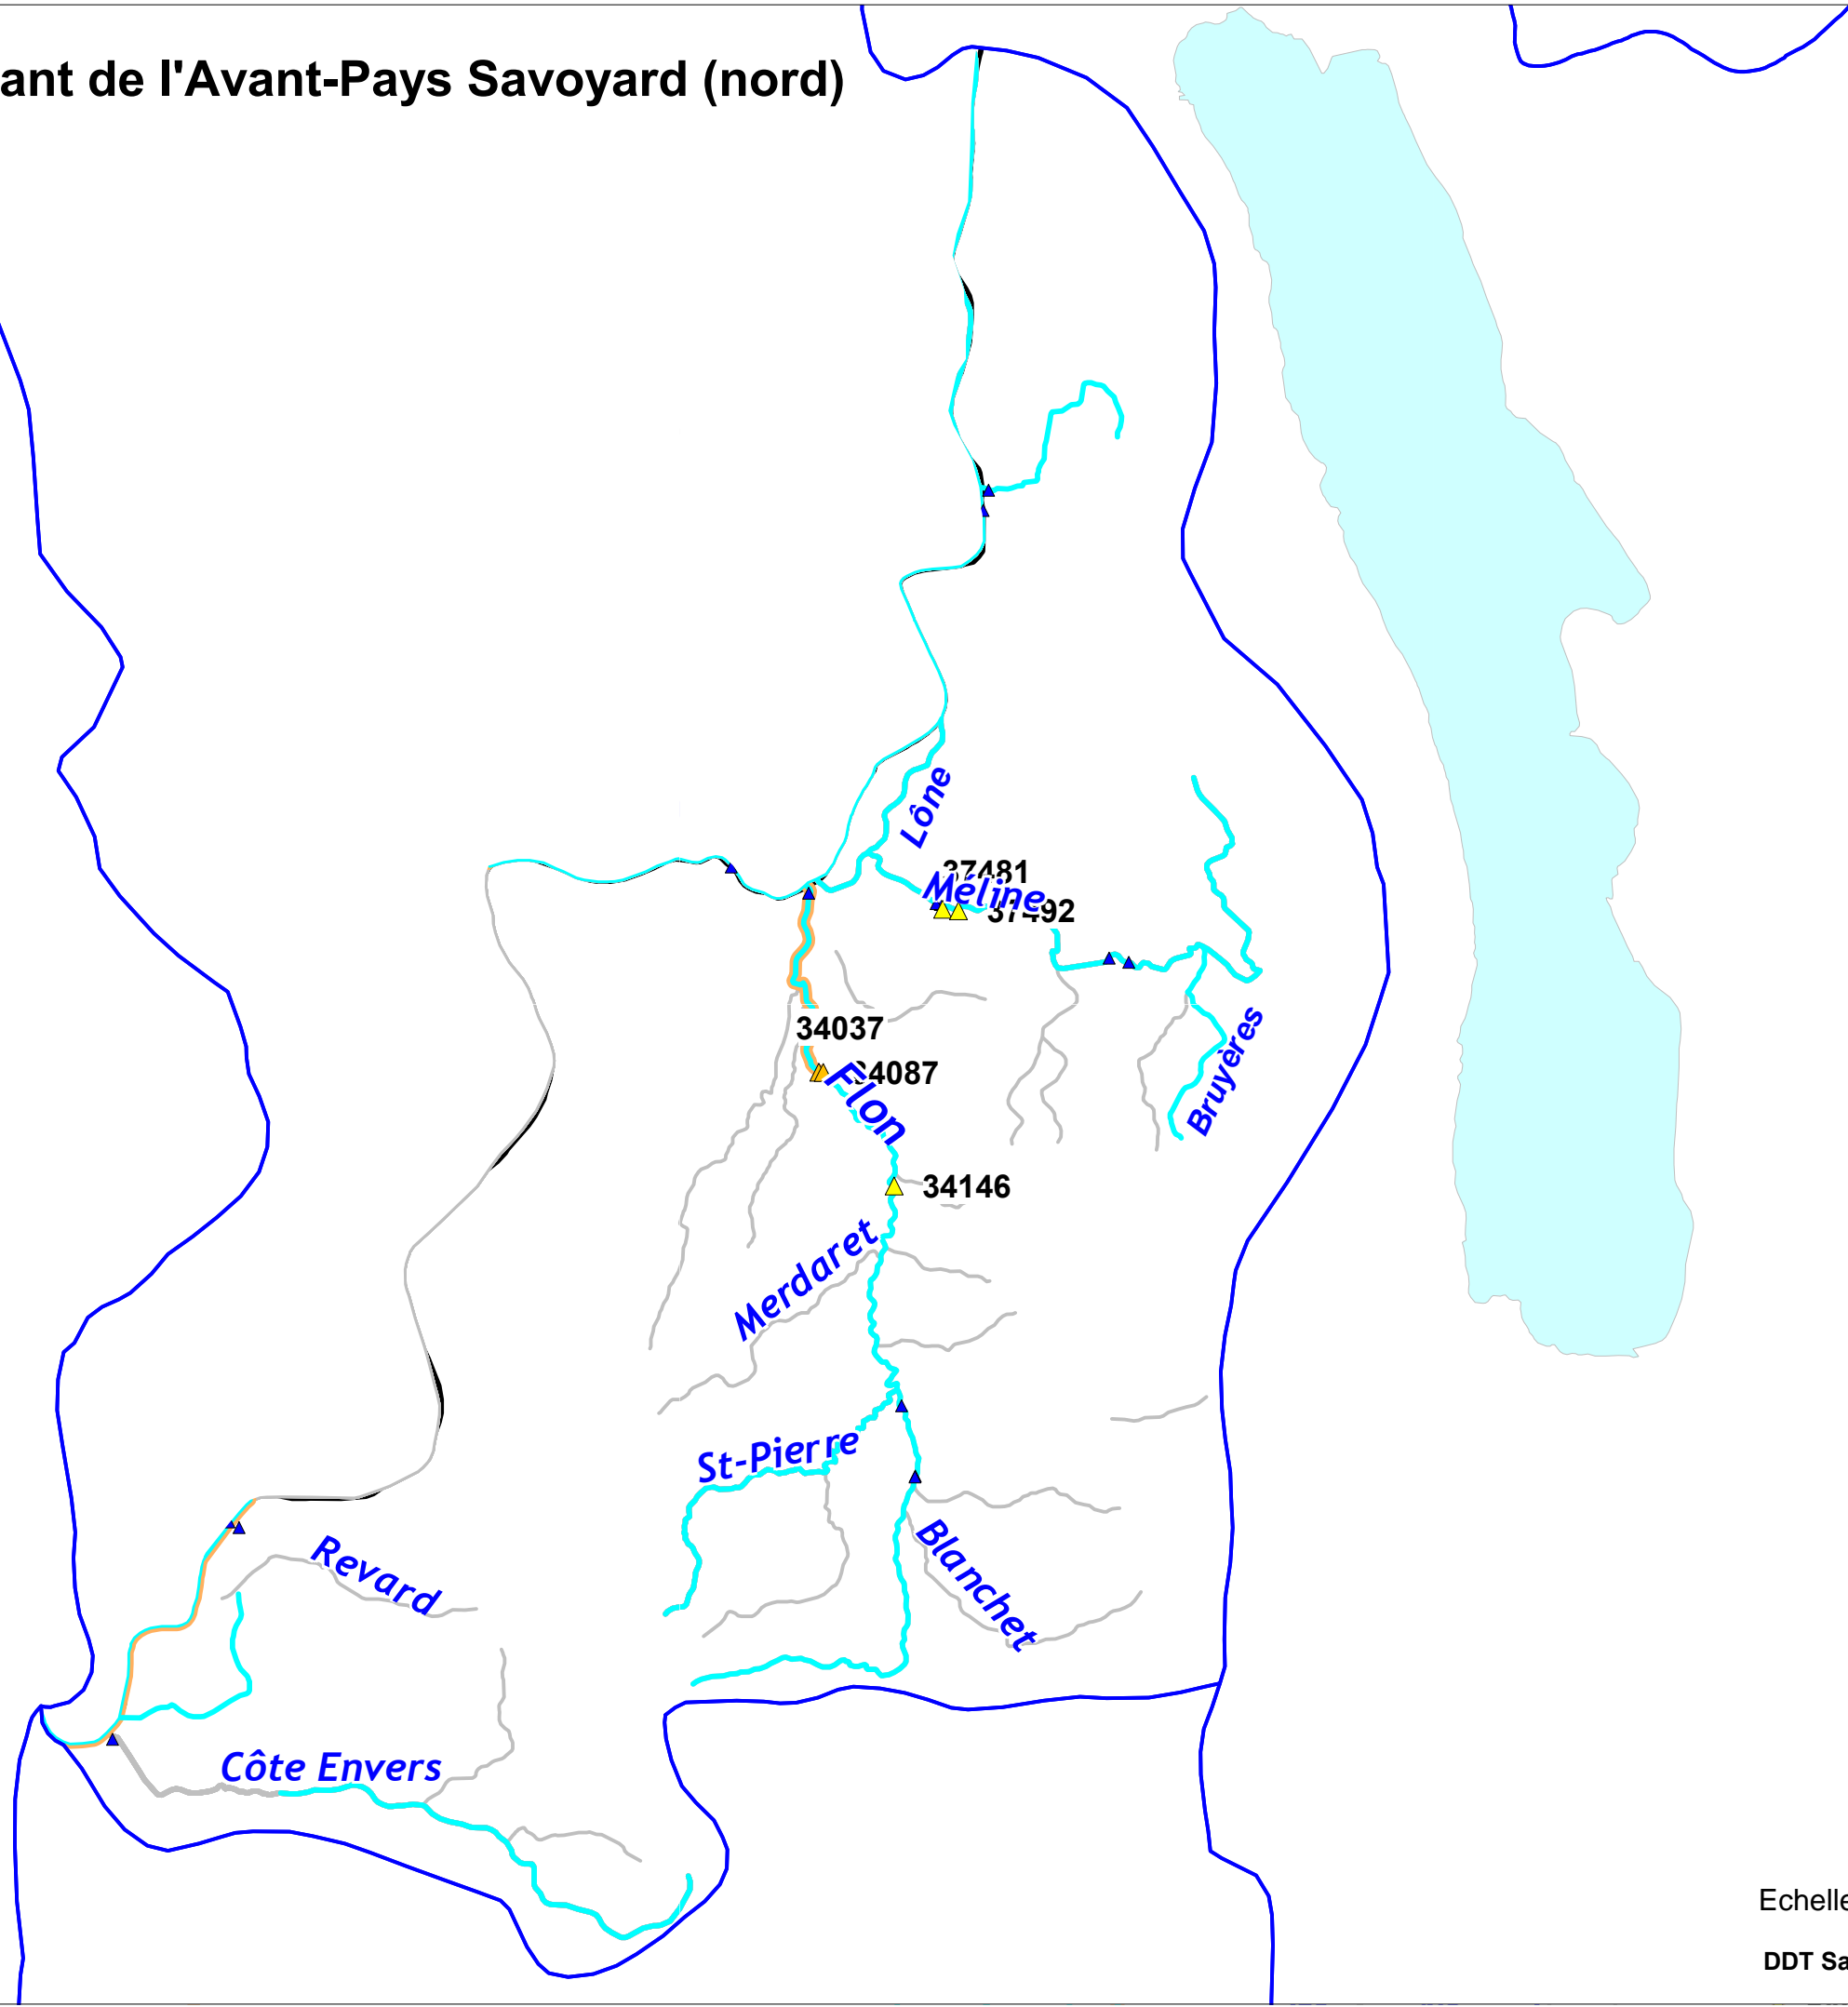 ant de l'Avant-Pays Savoyard (nord)
Lône
37481
Méline
37492
Bruyères
34037
34087
Flon
34146
Merdaret
St-Pierre
Blanchet
Revard
Côte Envers
Echelle
DDT Sa